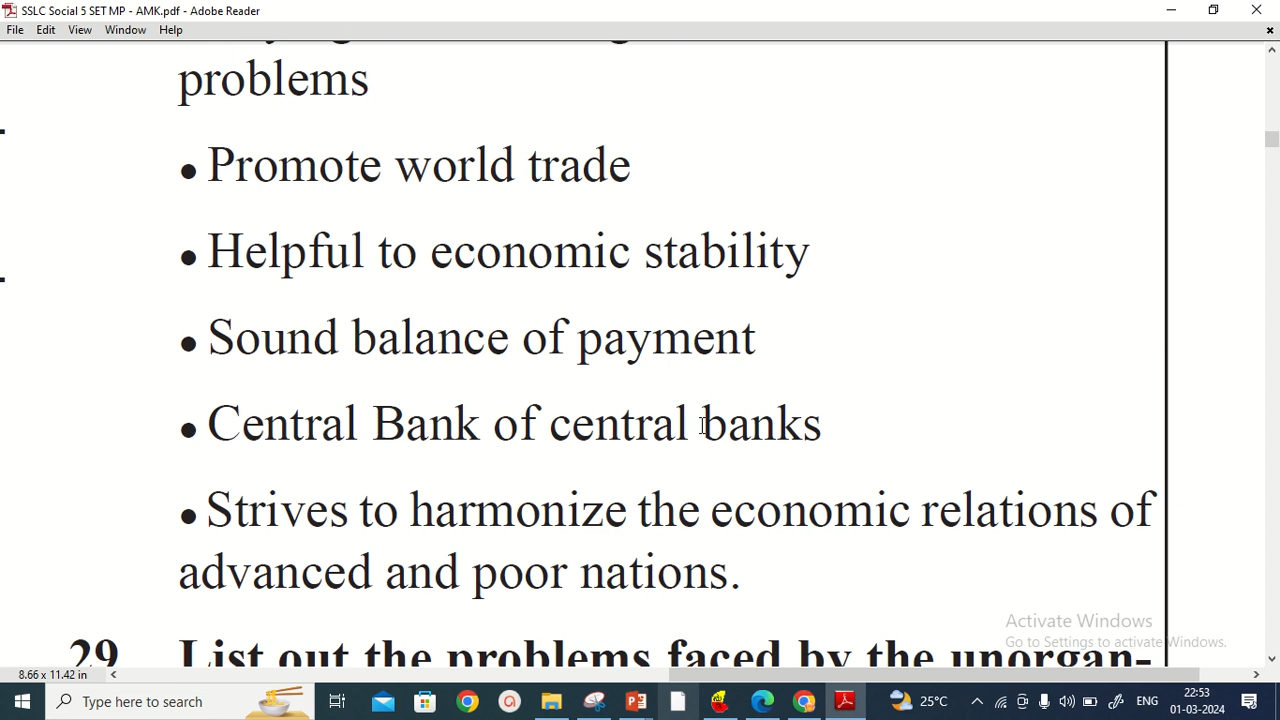 SSLC Social 5 SET MP - AMK.pdf - Adobe Reader
File Edit View Window Help
problems
• Promote world trade
• Helpful to economic stability
• Sound balance of payment
• Central Bank of central banks
• Strives to harmonize the economic relations of
advanced and poor nations.
29 List out the problems faced by the unorgan-
Activate Windows
Go to Settings to activate Windows.
8.66 x 11.42 in
Type here to search
25°C
ENG
22:53
01-03-2024